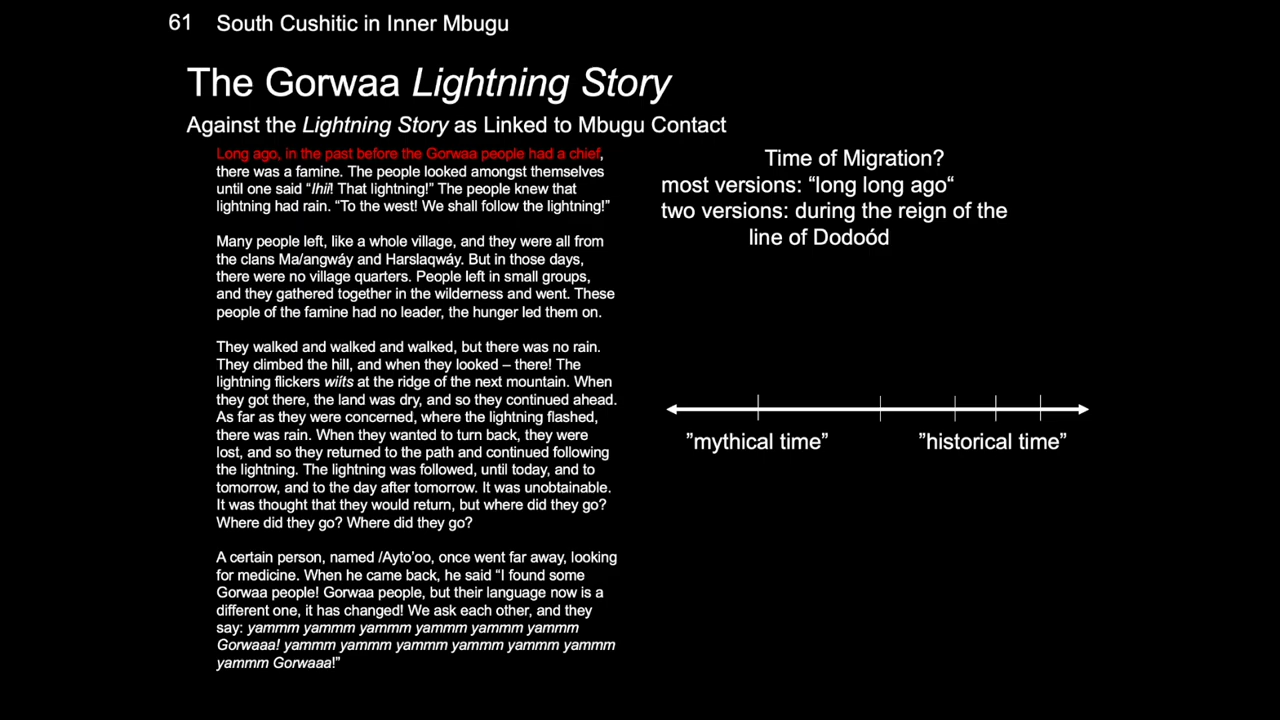 61 South Cushitic in Inner Mbugu
The Gorwaa Lightning Story
Against the Lightning Story as Linked to Mbugu Contact
Long ago, in the past before the Gorwaa people had a chief,
there was a famine. The people looked amongst themselves
until one said “Ihii! That lightning!” The people knew that
lightning had rain. “To the west! We shall follow the lightning!”
Many people left, like a whole village, and they were all from
the clans Ma/angwáy and Harslaqwáy. But in those days,
there were no village quarters. People left in small groups,
and they gathered together in the wilderness and went. These
people of the famine had no leader, the hunger led them on.
They walked and walked and walked, but there was no rain.
They climbed the hill, and when they looked – there! The
lightning flickers wiíts at the ridge of the next mountain. When
they got there, the land was dry, and so they continued ahead.
As far as they were concerned, where the lightning flashed,
there was rain. When they wanted to turn back, they were
lost, and so they returned to the path and continued following
the lightning. The lightning was followed, until today, and to
tomorrow, and to the day after tomorrow. It was unobtainable.
It was thought that they would return, but where did they go?
Where did they go? Where did they go?
A certain person, named /Ayto’oo, once went far away, looking
for medicine. When he came back, he said “I found some
Gorwaa people! Gorwaa people, but their language now is a
different one, it has changed! We ask each other, and they
say: yammm yammm yammm yammm yammm yammm
Gorwaaa! yammm yammm yammm yammm yammm yammm
yammm Gorwaaa!”
Time of Migration?
most versions: “long long ago“
two versions: during the reign of the
line of Dodoód
”mythical time”
”historical time”